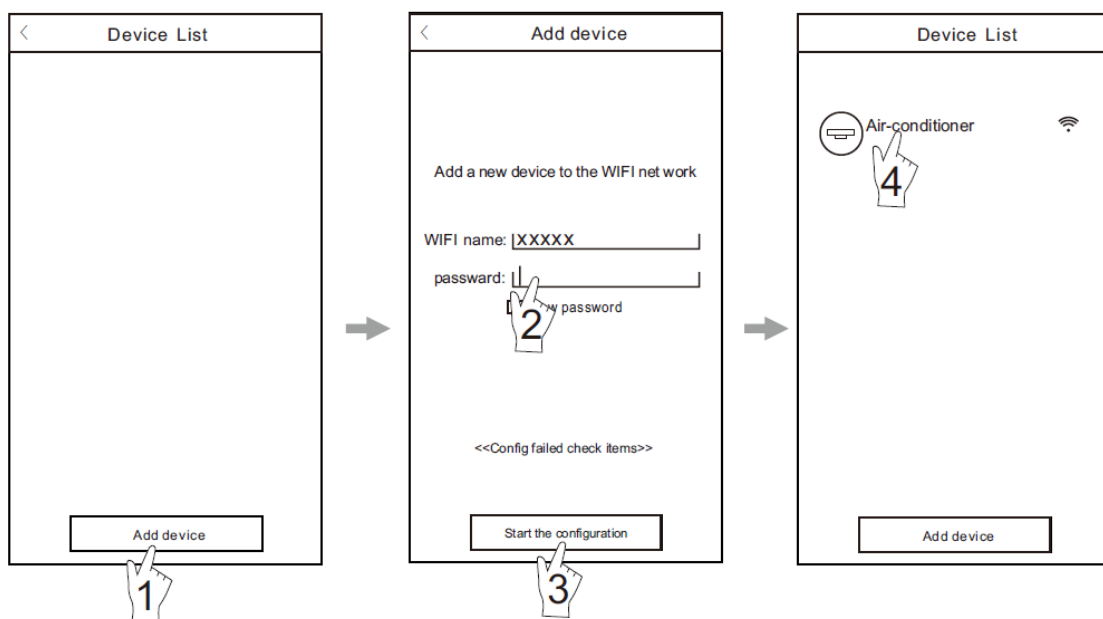 Device List
Add device
1
Add device
Add a new device to the WIFI net work
WIFI name: XXXXX
passward:
password
2
<<Config failed check items>>
Start the configuration
3
Device List
Air-conditioner
4
Add device